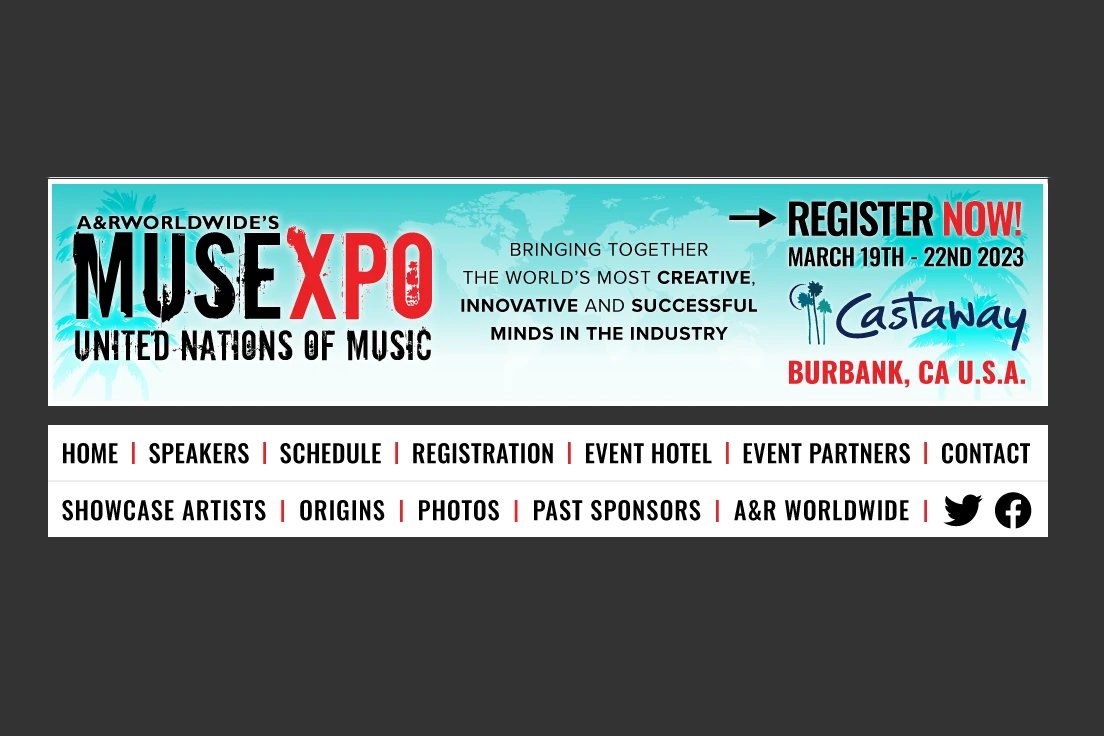 A&RWORLDWIDE'S
MUSEXPO
UNITED NATIONS OF MUSIC
BRINGING TOGETHER
THE WORLD'S MOST CREATIVE,
INNOVATIVE AND SUCCESSFUL
MINDS IN THE INDUSTRY
REGISTER NOW!
MARCH 19TH - 22ND 2023
Castaway
BURBANK, CA U.S.A.
HOME | SPEAKERS | SCHEDULE | REGISTRATION | EVENT HOTEL | EVENT PARTNERS | CONTACT
SHOWCASE ARTISTS | ORIGINS | PHOTOS | PAST SPONSORS | A&R WORLDWIDE |